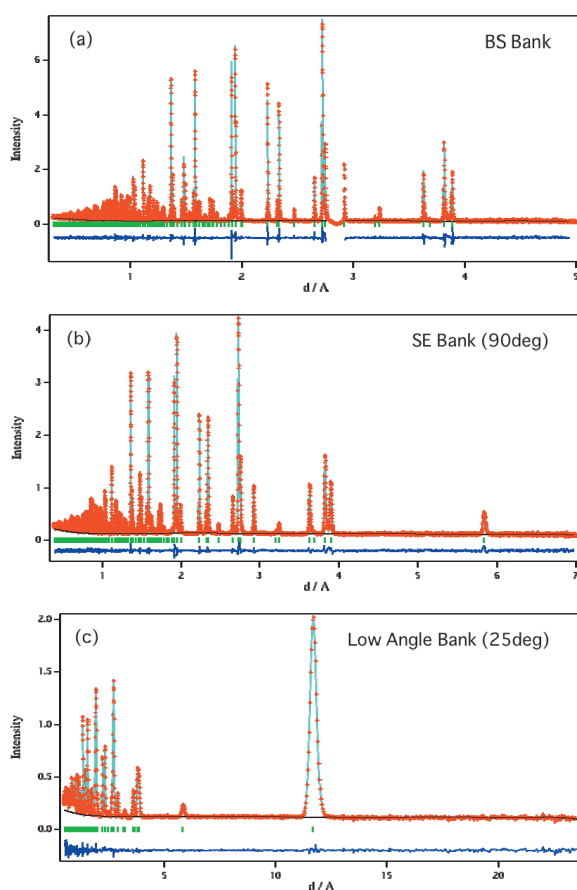 (a) BS Bank
Intensity
6
4
2
0
1 2 3 4 5
d / A
(b) SE Bank (90deg)
Intensity
4
3
2
1
0
1 2 3 4 5 6 7
d / A
(c) Low Angle Bank (25deg)
Intensity
2.0
1.5
1.0
0.5
0.0
5 10 15 20
d / A